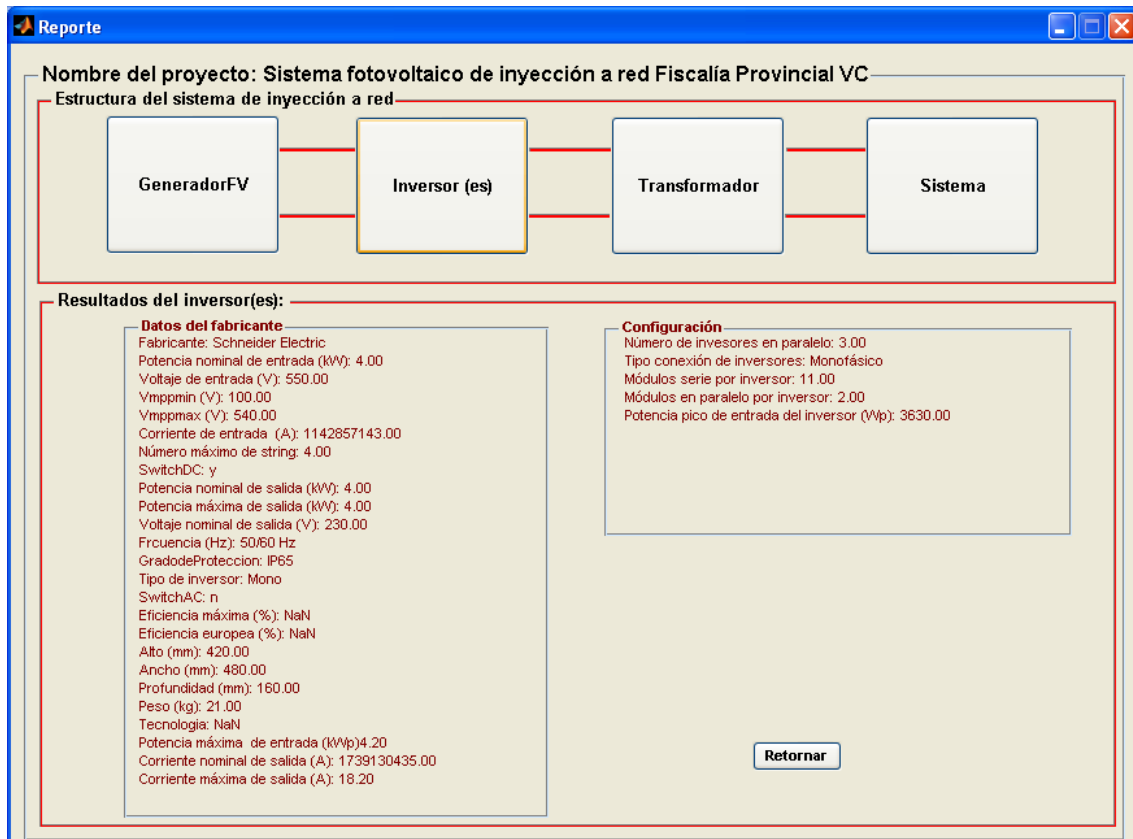 Reporte
Nombre del proyecto: Sistema fotovoltaico de inyección a red Fiscalía Provincial VC
Estructura del sistema de inyección a red
GeneradorFV
Inversor (es)
Transformador
Sistema
Resultados del inversor(es):
Datos del fabricante
Fabricante: Schneider Electric
Potencia nominal de entrada (kW): 4.00
Voltaje de entrada (V): 550.00
Vmppmin (V): 100.00
Vmppmax (V): 540.00
Corriente de entrada (A): 1142857143.00
Número máximo de string: 4.00
SwitchDC: y
Potencia nominal de salida (kW): 4.00
Potencia máxima de salida (kW): 4.00
Voltaje nominal de salida (V): 230.00
Frcuencia (Hz): 50/60 Hz
GradodeProteccion: IP65
Tipo de inversor: Mono
SwitchAC: n
Eficiencia máxima (%): NaN
Eficiencia europea (%): NaN
Alto (mm): 420.00
Ancho (mm): 480.00
Profundidad (mm): 160.00
Peso (kg): 21.00
Tecnologia: NaN
Potencia máxima de entrada (kWp)4.20
Corriente nominal de salida (A): 1739130435.00
Corriente máxima de salida (A): 18.20
Configuración
Número de invesores en paralelo: 3.00
Tipo conexión de inversores: Monofásico
Módulos serie por inversor: 11.00
Módulos en paralelo por inversor: 2.00
Potencia pico de entrada del inversor (Wp): 3630.00
Retornar